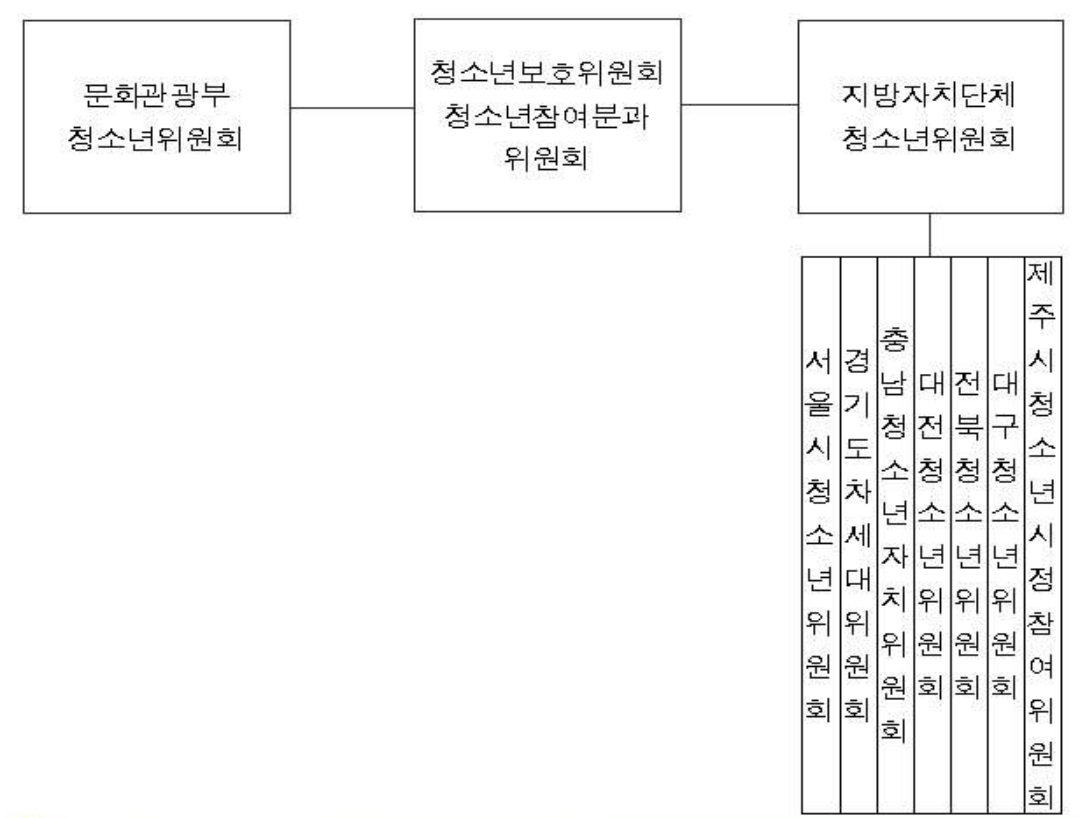 문화관광부
청소년위원회
청소년보호위원회
청소년참여분과
위원회
지방자치단체
청소년위원회
서울시청소년위원회
경기도차세대위원회
충남청소년자치위원회
대전청소년위원회
전북청소년위원회
대구청소년위원회
제주시청소년시정참여위원회